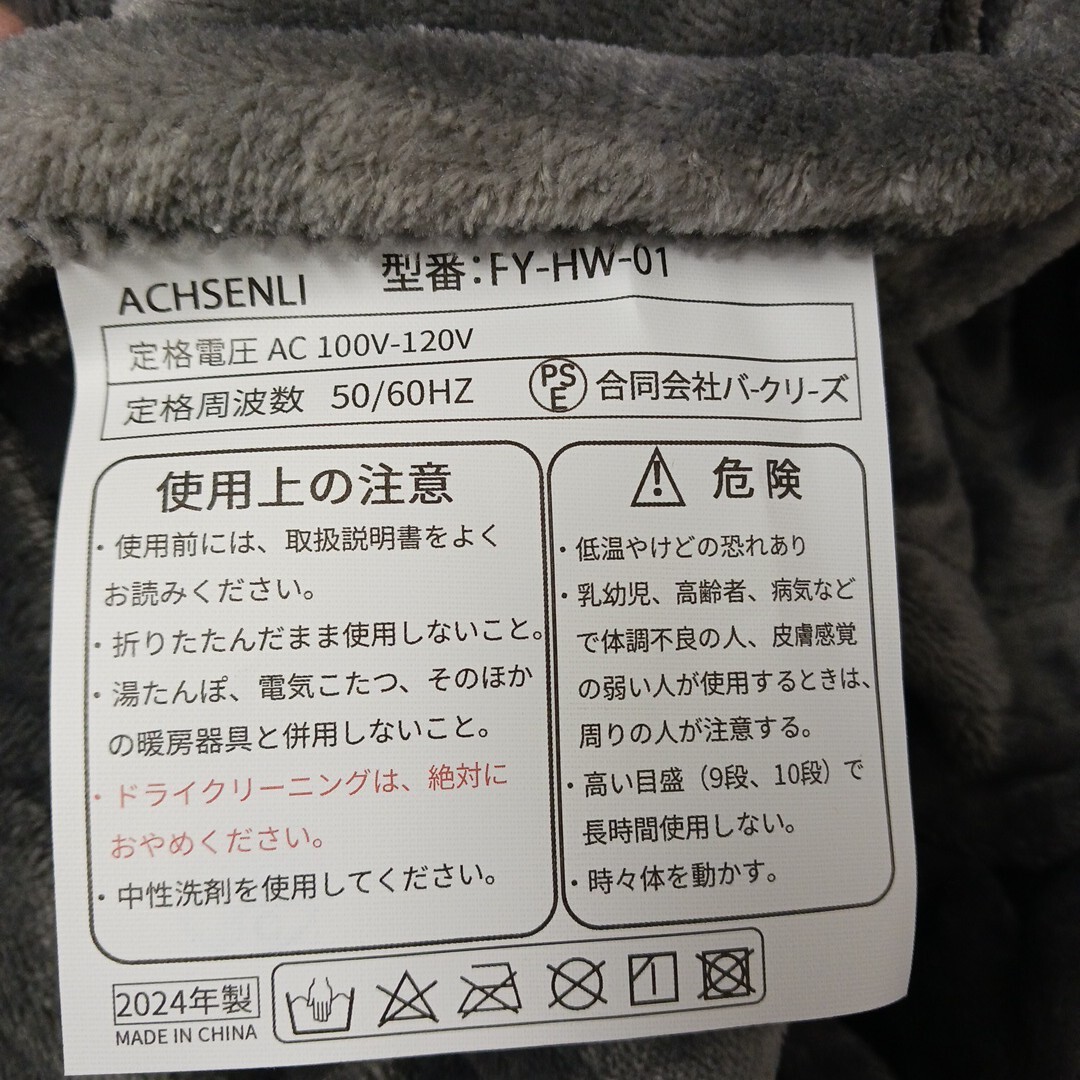 ACHSENLI 型番:FY-HW-01
定格電圧 AC 100V-120V
定格周波数 50/60HZ PSE 合同会社バークリーズ
使用上の注意
・使用前には、取扱説明書をよく
お読みください。
・折りたたんだまま使用しないこと。
・湯たんぽ、電気こたつ、そのほか
の暖房器具と併用しないこと。
・ドライクリーニングは、絶対に
おやめください。
・中性洗剤を使用してください。
危険
・低温やけどの恐れあり
・乳幼児、高齢者、病気など
で体調不良の人、皮膚感覚
の弱い人が使用するときは、
周りの人が注意する。
・高い目盛（9段、10段）で
長時間使用しない。
・時々体を動かす。
2024年製
MADE IN CHINA